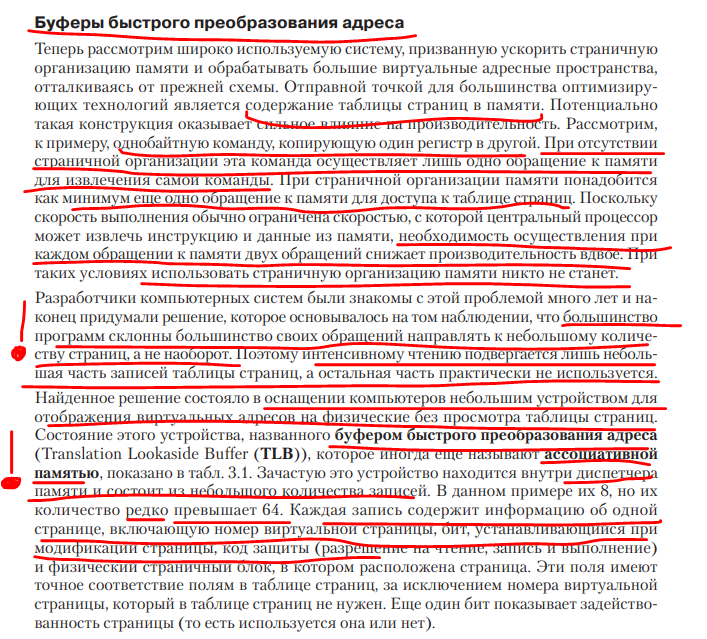 Буферы быстрого преобразования адреса
Теперь рассмотрим широко используемую систему, призванную ускорить страничную
организацию памяти и обрабатывать большие виртуальные адресные пространства,
отталкиваясь от прежней схемы. Отправной точкой для большинства оптимизиру-
ющих технологий является содержание таблицы страниц в памяти. Потенциально
такая конструкция оказывает сильное влияние на производительность. Рассмотрим,
к примеру, однобайтную команду, копирующую один регистр в другой. При отсутствии
страничной организации эта команда осуществляет лишь одно обращение к памяти
для извлечения самой команды. При страничной организации памяти понадобится
как минимум еще одно обращение к памяти для доступа к таблице страниц. Поскольку
скорость выполнения обычно ограничена скоростью, с которой центральный процессор
может извлечь инструкцию и данные из памяти, необходимость осуществления при
каждом обращении к памяти двух обращений снижает производительность вдвое. При
таких условиях использовать страничную организацию памяти никто не станет.
Разработчики компьютерных систем были знакомы с этой проблемой много лет и на-
конец придумали решение, которое основывалось на том наблюдении, что большинство
программ склонны большинство своих обращений направлять к небольшому количе-
ству страниц, а не наоборот. Поэтому интенсивному чтению подвергается лишь неболь-
шая часть записей таблицы страниц, а остальная часть практически не используется.
Найденное решение состояло в оснащении компьютеров небольшим устройством для
отображения виртуальных адресов на физические без просмотра таблицы страниц.
Состояние этого устройства, названного буфером быстрого преобразования адреса
(Translation Lookaside Buffer (TLB)), которое иногда еще называют ассоциативной
памятью, показано в табл. 3.1. Зачастую это устройство находится внутри диспетчера
памяти и состоит из небольшого количества записей. В данном примере их 8, но их
количество редко превышает 64. Каждая запись содержит информацию об одной
странице, включающую номер виртуальной страницы, бит, устанавливающийся при
модификации страницы, код защиты (разрешение на чтение, запись и выполнение)
и физический страничный блок, в котором расположена страница. Эти поля имеют
точное соответствие полям в таблице страниц, за исключением номера виртуальной
страницы, который в таблице страниц не нужен. Еще один бит показывает задейство-
ванность страницы (то есть используется она или нет).